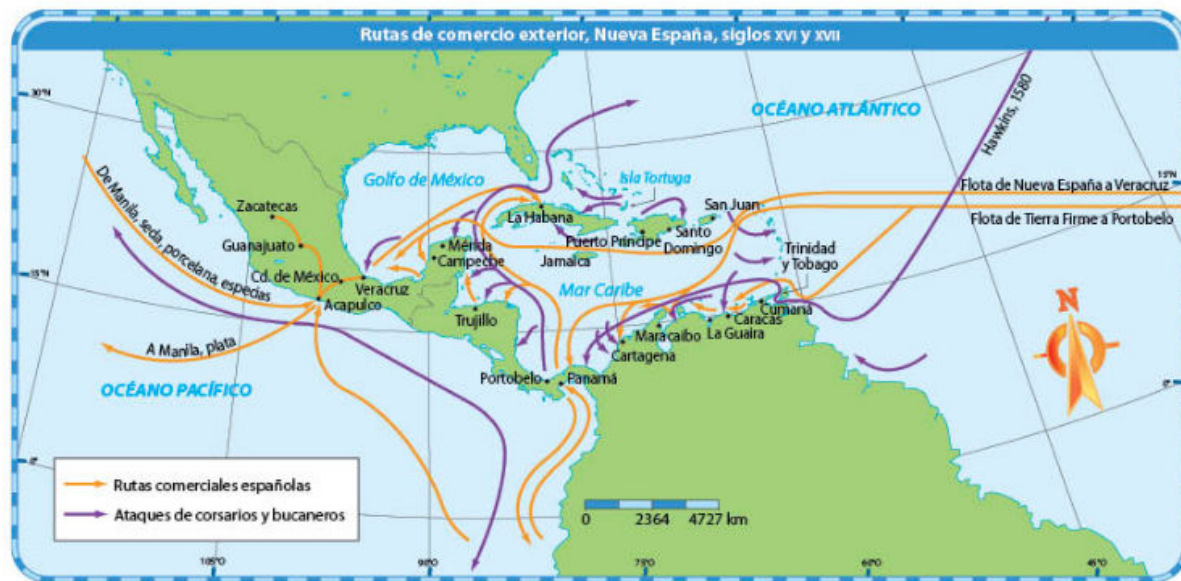 Rutas de comercio exterior, Nueva España, siglos XVI y XVII
30°N
OCÉANO ATLÁNTICO
Hawkins, 1580
Golfo de México
Isla Tortuga
15°N
Flota de Nueva España a Veracruz
Flota de Tierra Firme a Portobelo
De Manila, seda, porcelana, especias
Zacatecas
Guanajuato
Cd. de México
Acapulco
Veracruz
Mérida
Campeche
La Habana
Puerto Príncipe
Jamaica
San Juan
Santo
Domingo
Trinidad
y Tobago
Mar Caribe
Trujillo
Cumaná
Caracas
La Guaira
Maracaibo
Cartagena
Portobelo
Panamá
A Manila, plata
OCÉANO PACÍFICO
N
0°
0°
Rutas comerciales españolas
Ataques de corsarios y bucaneros
0 2364 4727 km
105°O
90°O
75°O
60°O
45°O